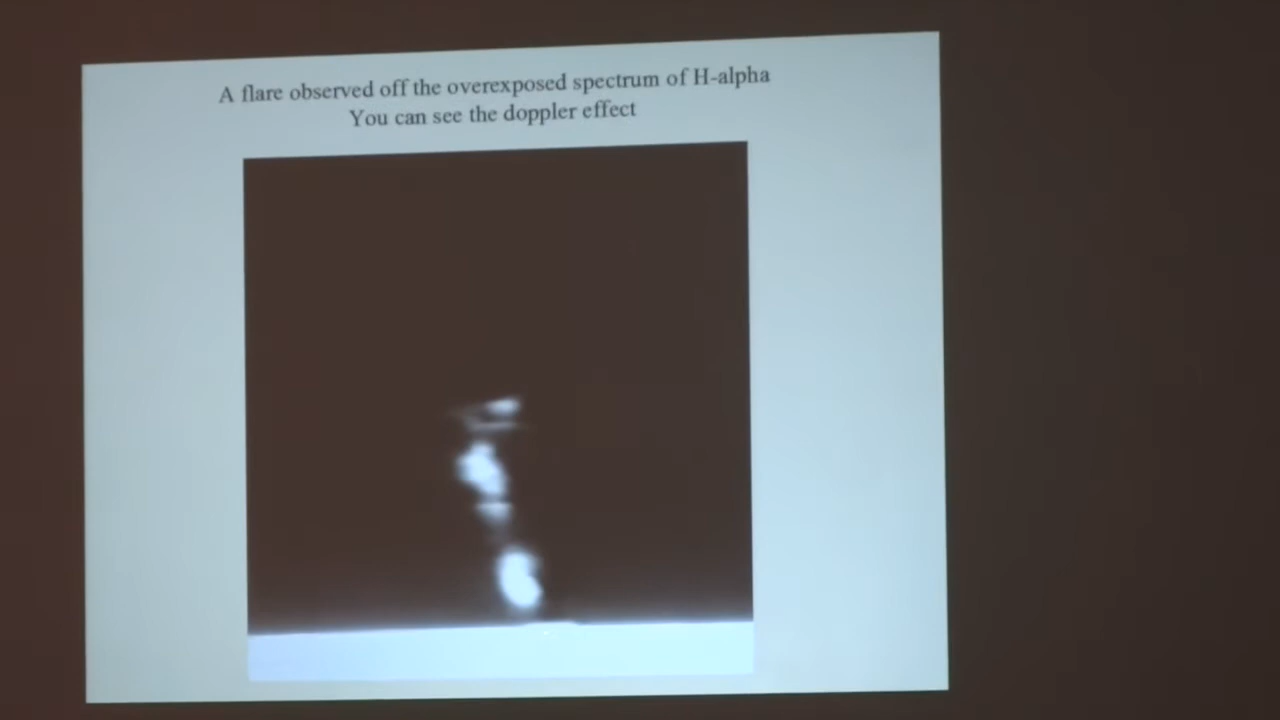 A flare observed off the overexposed spectrum of H-alpha
You can see the doppler effect